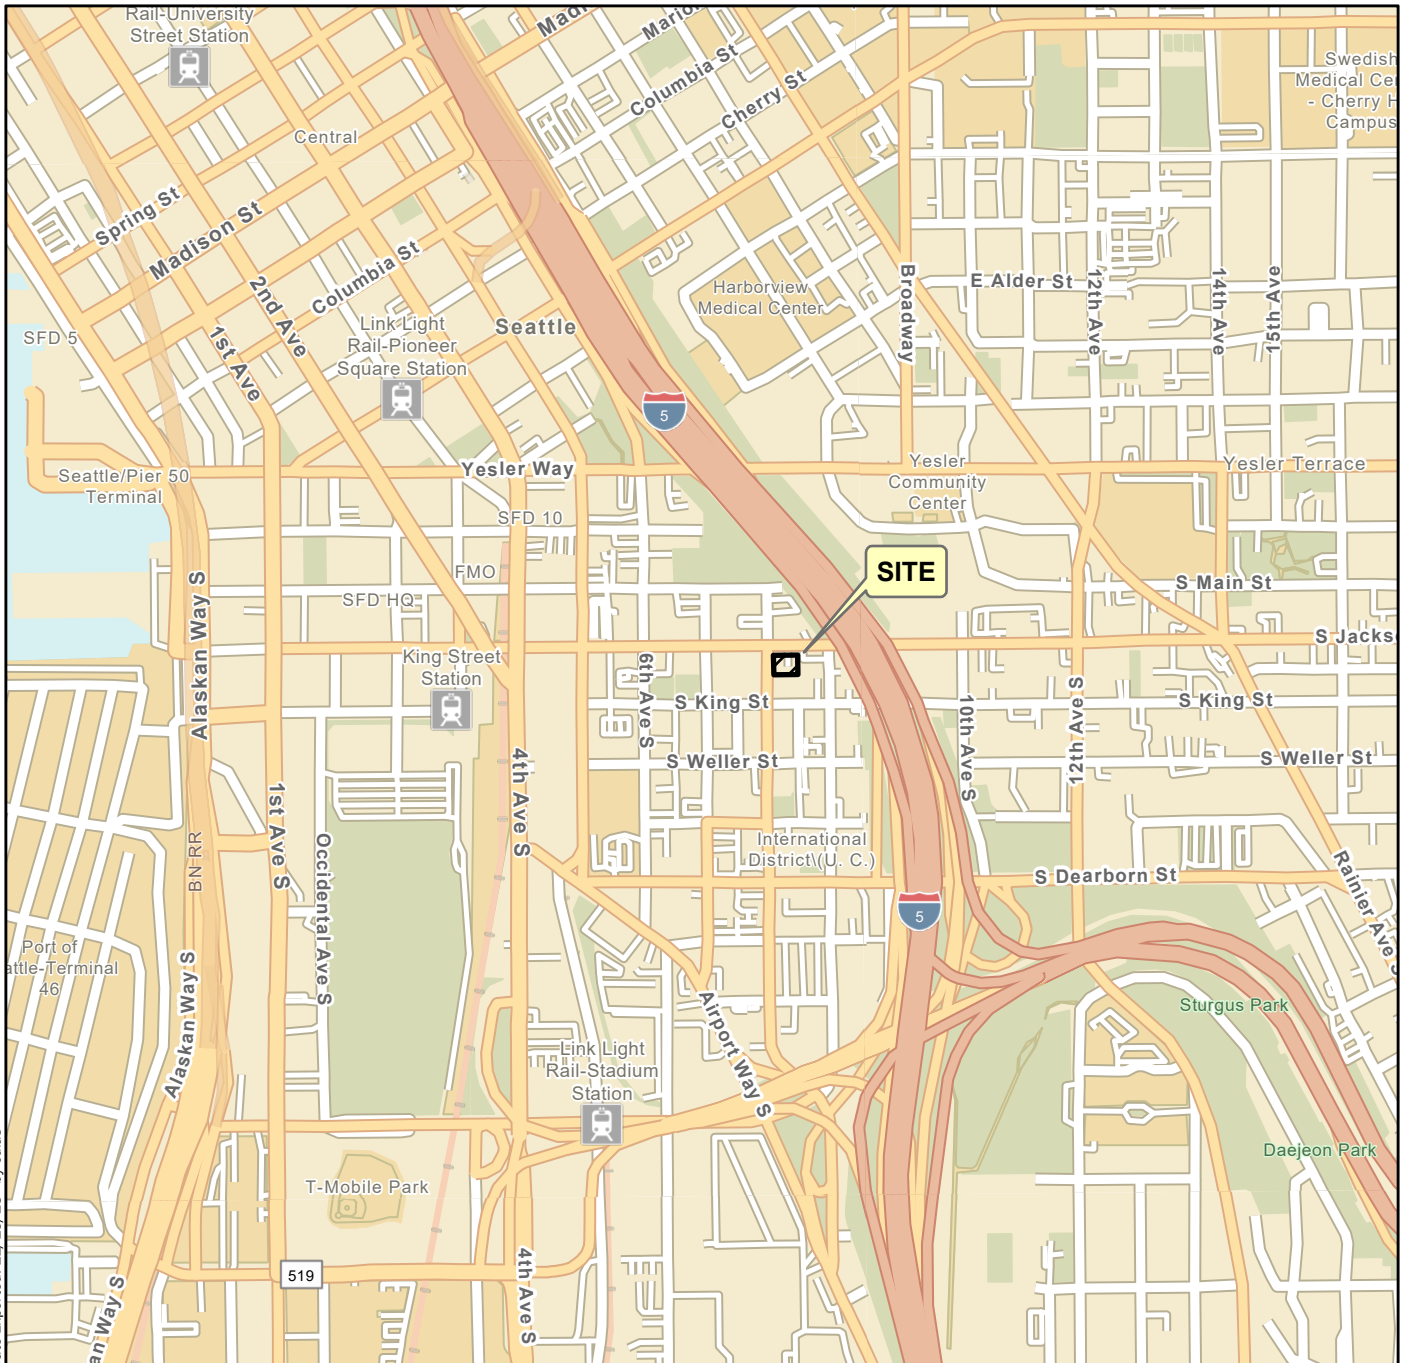 Rail-University
Street Station
Marion
Columbia St
Cherry St
Swedish
Medical Ce
- Cherry H
Campus
Central
Spring St
Madison St
Columbia St
2nd Ave
1st Ave
SFD 5
Link Light
Rail-Pioneer
Square Station
Seattle
Harborview
Medical Center
Broadway
E Alder St
12th Ave
14th Ave
15th Ave
5
Seattle/Pier 50
Terminal
Yesler Way
Yesler
Community
Center
Yesler Terrace
SFD 10
FMO
SFD HQ
SITE
S Main St
S Jacks
Alaskan Way S
King Street
Station
6th Ave S
S King St
S King St
10th Ave S
12th Ave S
S Weller St
S Weller St
4th Ave S
1st Ave S
Occidental Ave S
BN RR
International
District\(U. C.)
S Dearborn St
Rainier Ave S
5
Port of
attle-Terminal
46
Alaskan Way S
Airport Way S
Sturgus Park
Link Light
Rail-Stadium
Station
Daejeon Park
T-Mobile Park
519
4th Ave S
an Way S